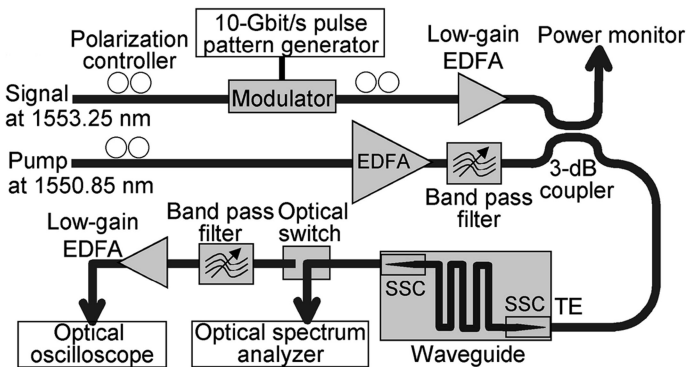 10-Gbit/s pulse
pattern generator
Polarization
controller
Low-gain
EDFA
Power monitor
Signal
at 1553.25 nm
Modulator
Pump
at 1550.85 nm
EDFA
Band pass
filter
3-dB
coupler
Low-gain
EDFA
Band pass
filter
Optical
switch
SSC
SSC
TE
Waveguide
Optical
oscilloscope
Optical spectrum
analyzer